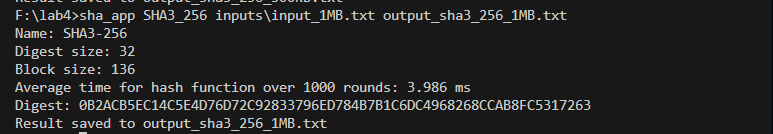 F:\lab4>sha_app SHA3_256 inputs\input_1MB.txt output_sha3_256_1MB.txt
Name: SHA3-256
Digest size: 32
Block size: 136
Average time for hash function over 1000 rounds: 3.986 ms
Digest: 0B2ACB5EC14C5E4D76D72C92833796ED784B7B1C6DC4968268CCAB8FC5317263
Result saved to output_sha3_256_1MB.txt